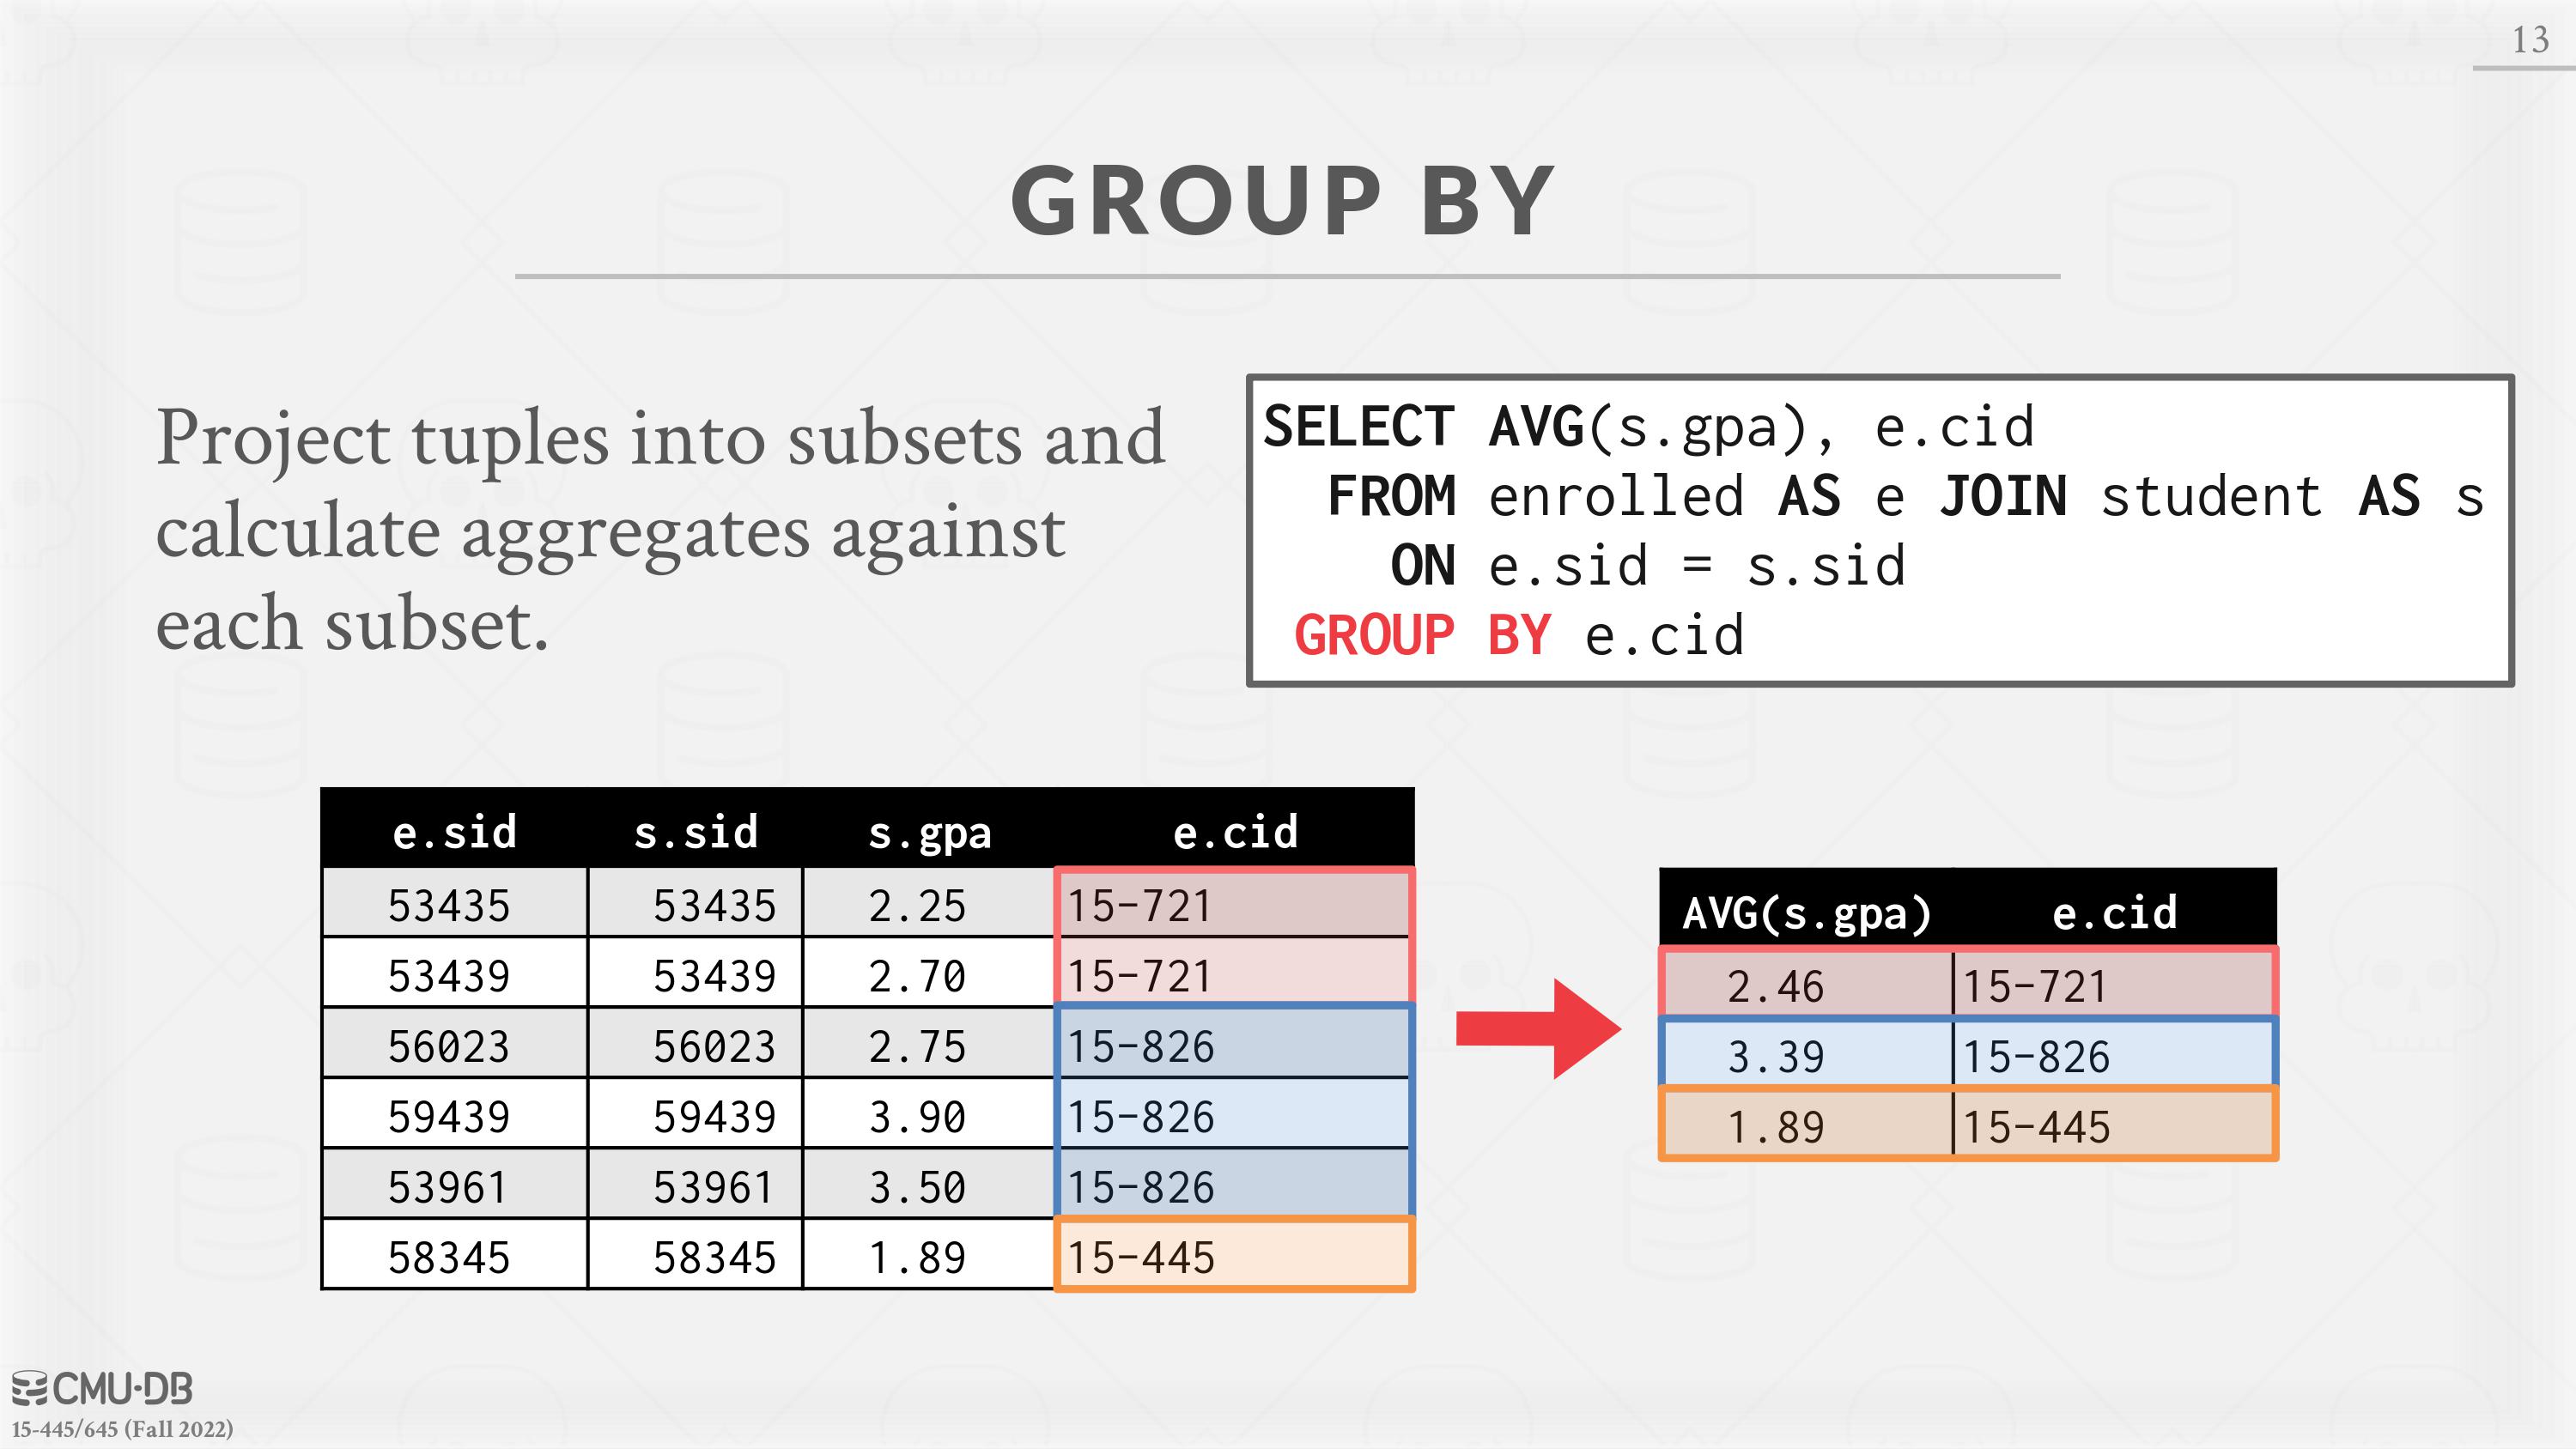 13
GROUP BY
Project tuples into subsets and
calculate aggregates against
each subset.
SELECT AVG(s.gpa), e.cid
FROM enrolled AS e JOIN student AS s
ON e.sid = s.sid
GROUP BY e.cid
e.sid s.sid s.gpa e.cid
53435 53435 2.25 15-721
53439 53439 2.70 15-721
56023 56023 2.75 15-826
59439 59439 3.90 15-826
53961 53961 3.50 15-826
58345 58345 1.89 15-445
AVG(s.gpa) e.cid
2.46 15-721
3.39 15-826
1.89 15-445
CMU·DB
15-445/645 (Fall 2022)